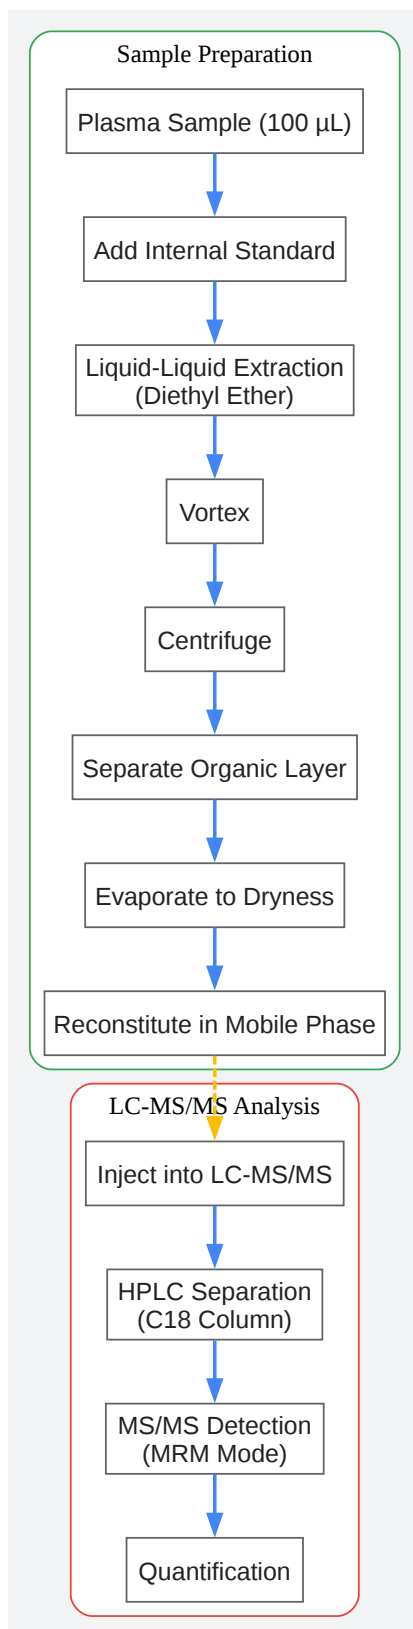 Sample Preparation
Plasma Sample (100 µL)
Add Internal Standard
Liquid-Liquid Extraction
(Diethyl Ether)
Vortex
Centrifuge
Separate Organic Layer
Evaporate to Dryness
Reconstitute in Mobile Phase
LC-MS/MS Analysis
Inject into LC-MS/MS
HPLC Separation
(C18 Column)
MS/MS Detection
(MRM Mode)
Quantification